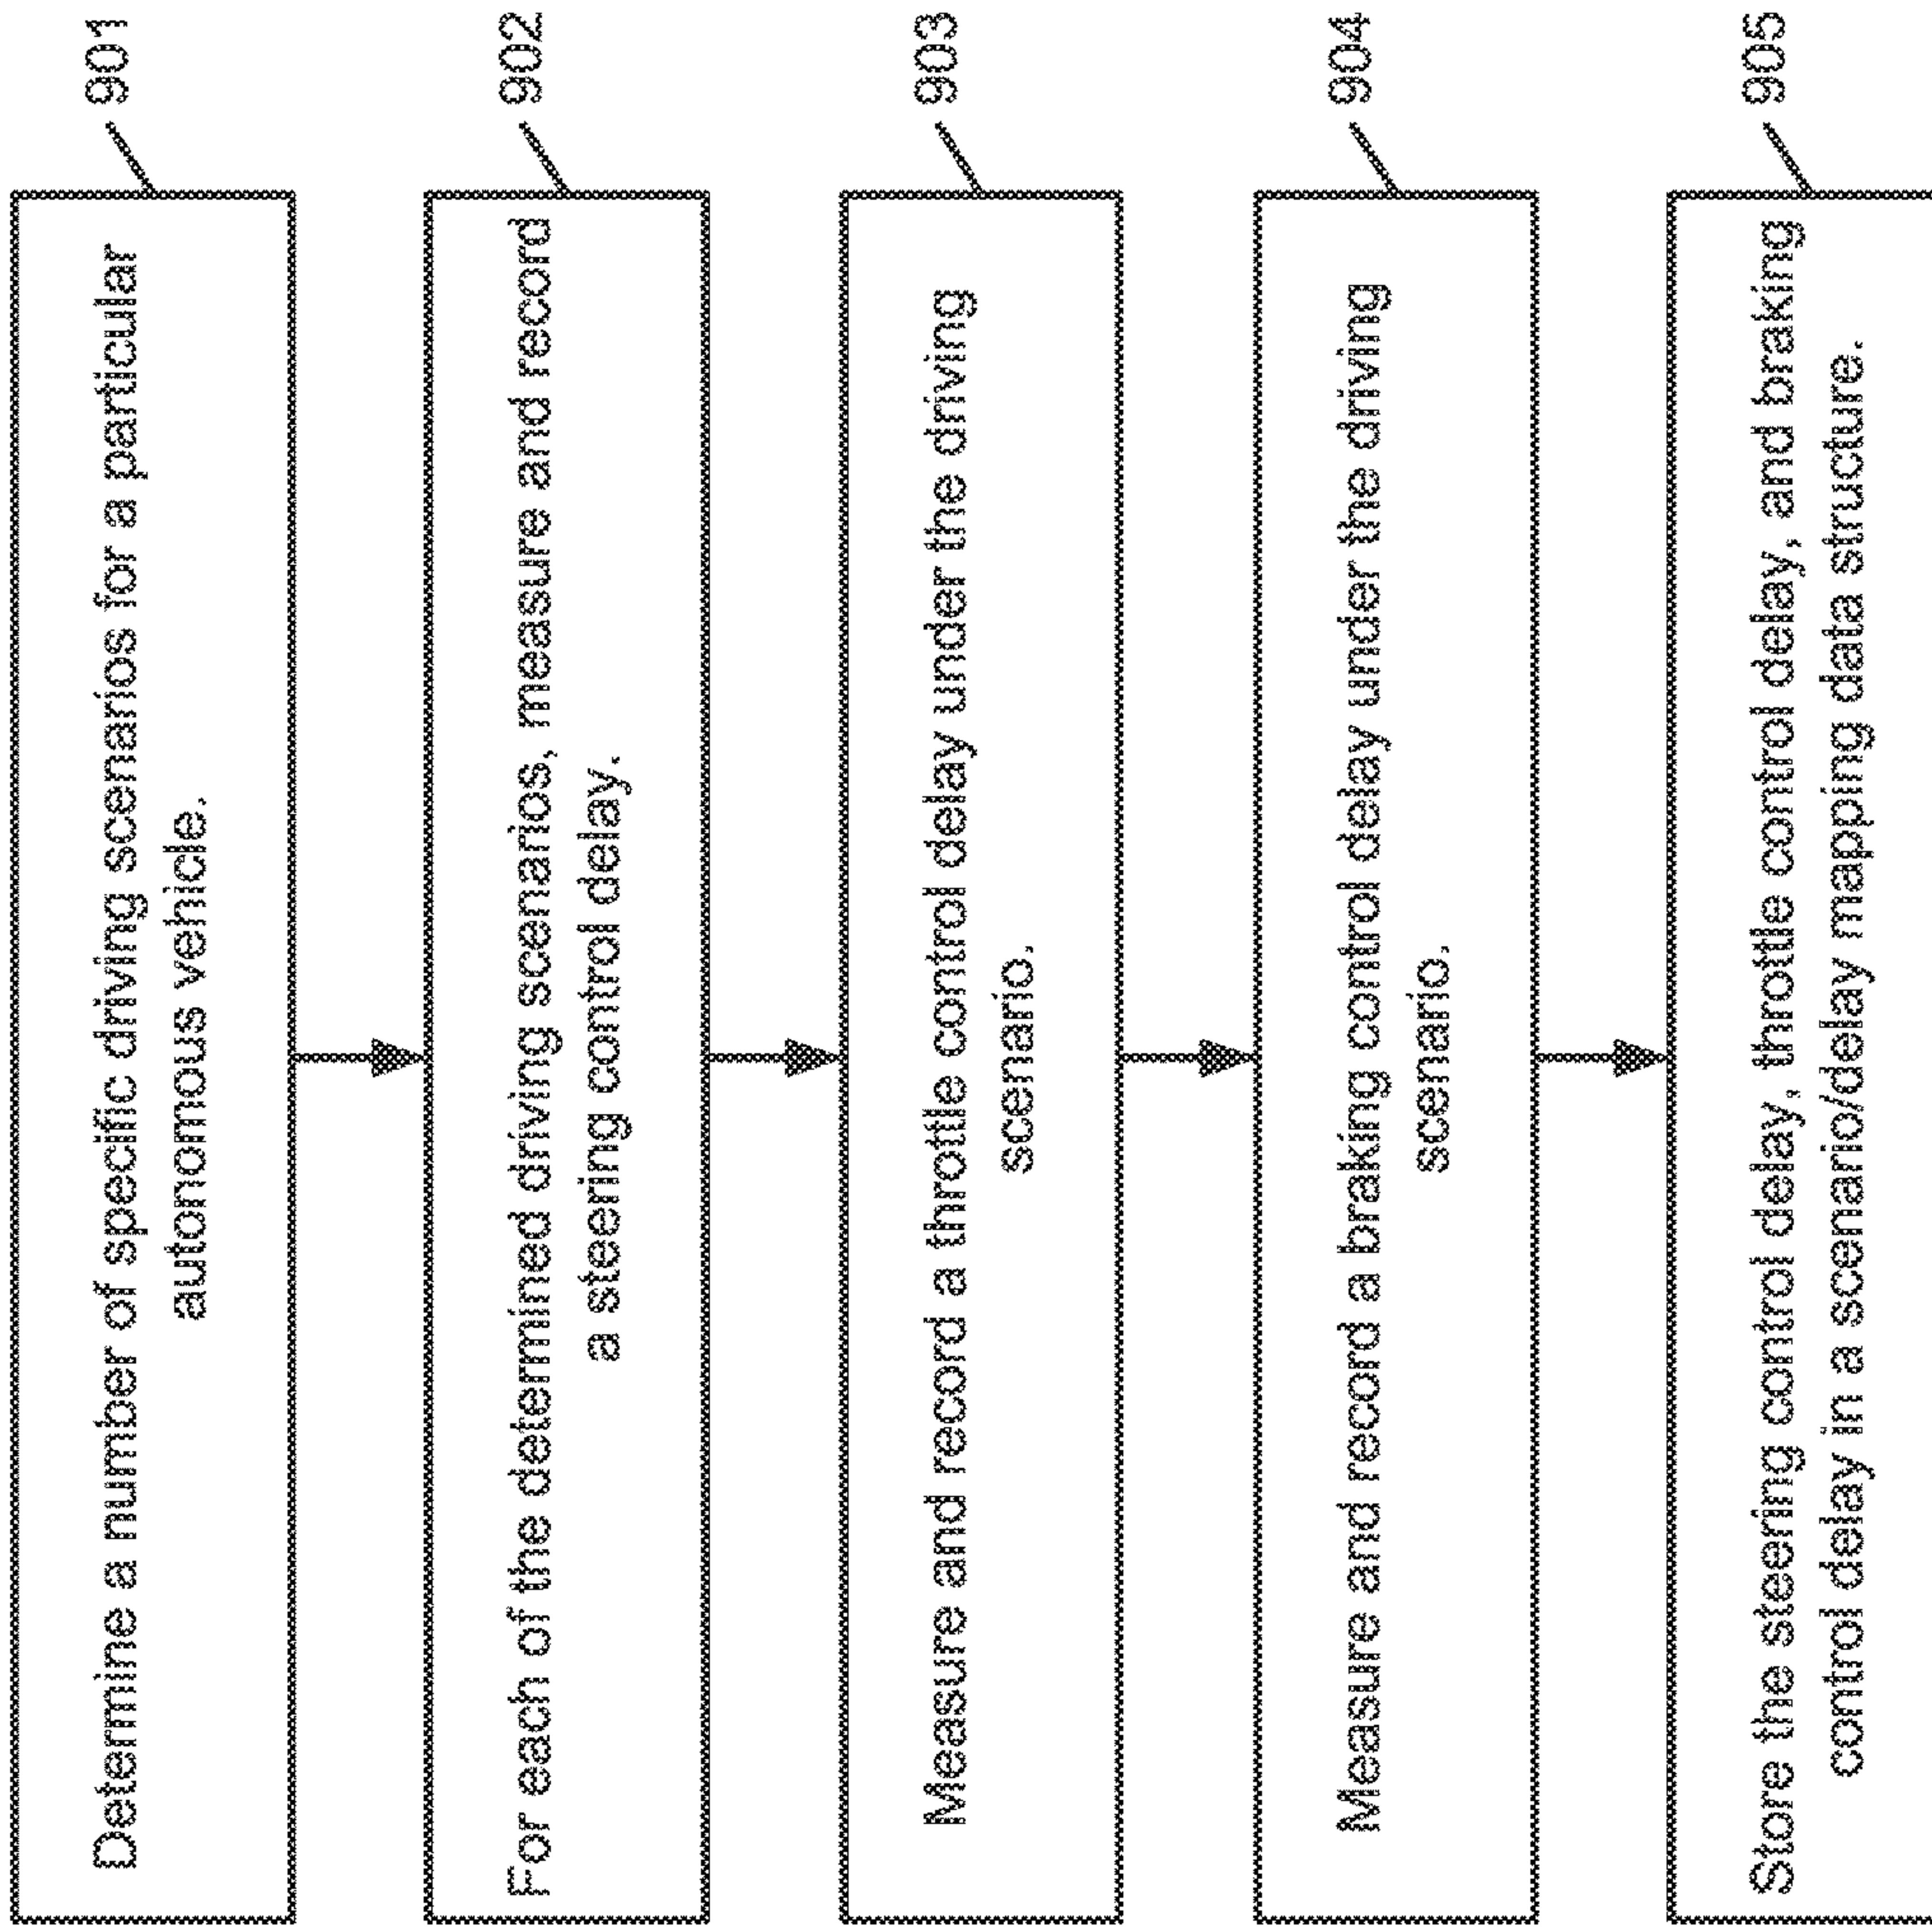 Determine a number of specific driving scenarios for a particular
autonomous vehicle.
901
For each of the determined driving scenarios, measure and record
a steering control delay.
902
Measure and record a throttle control delay under the driving
scenario.
903
Measure and record a braking control delay under the driving
scenario.
904
Store the steering control delay, throttle control delay, and braking
control delay in a scenario/delay mapping data structure.
905